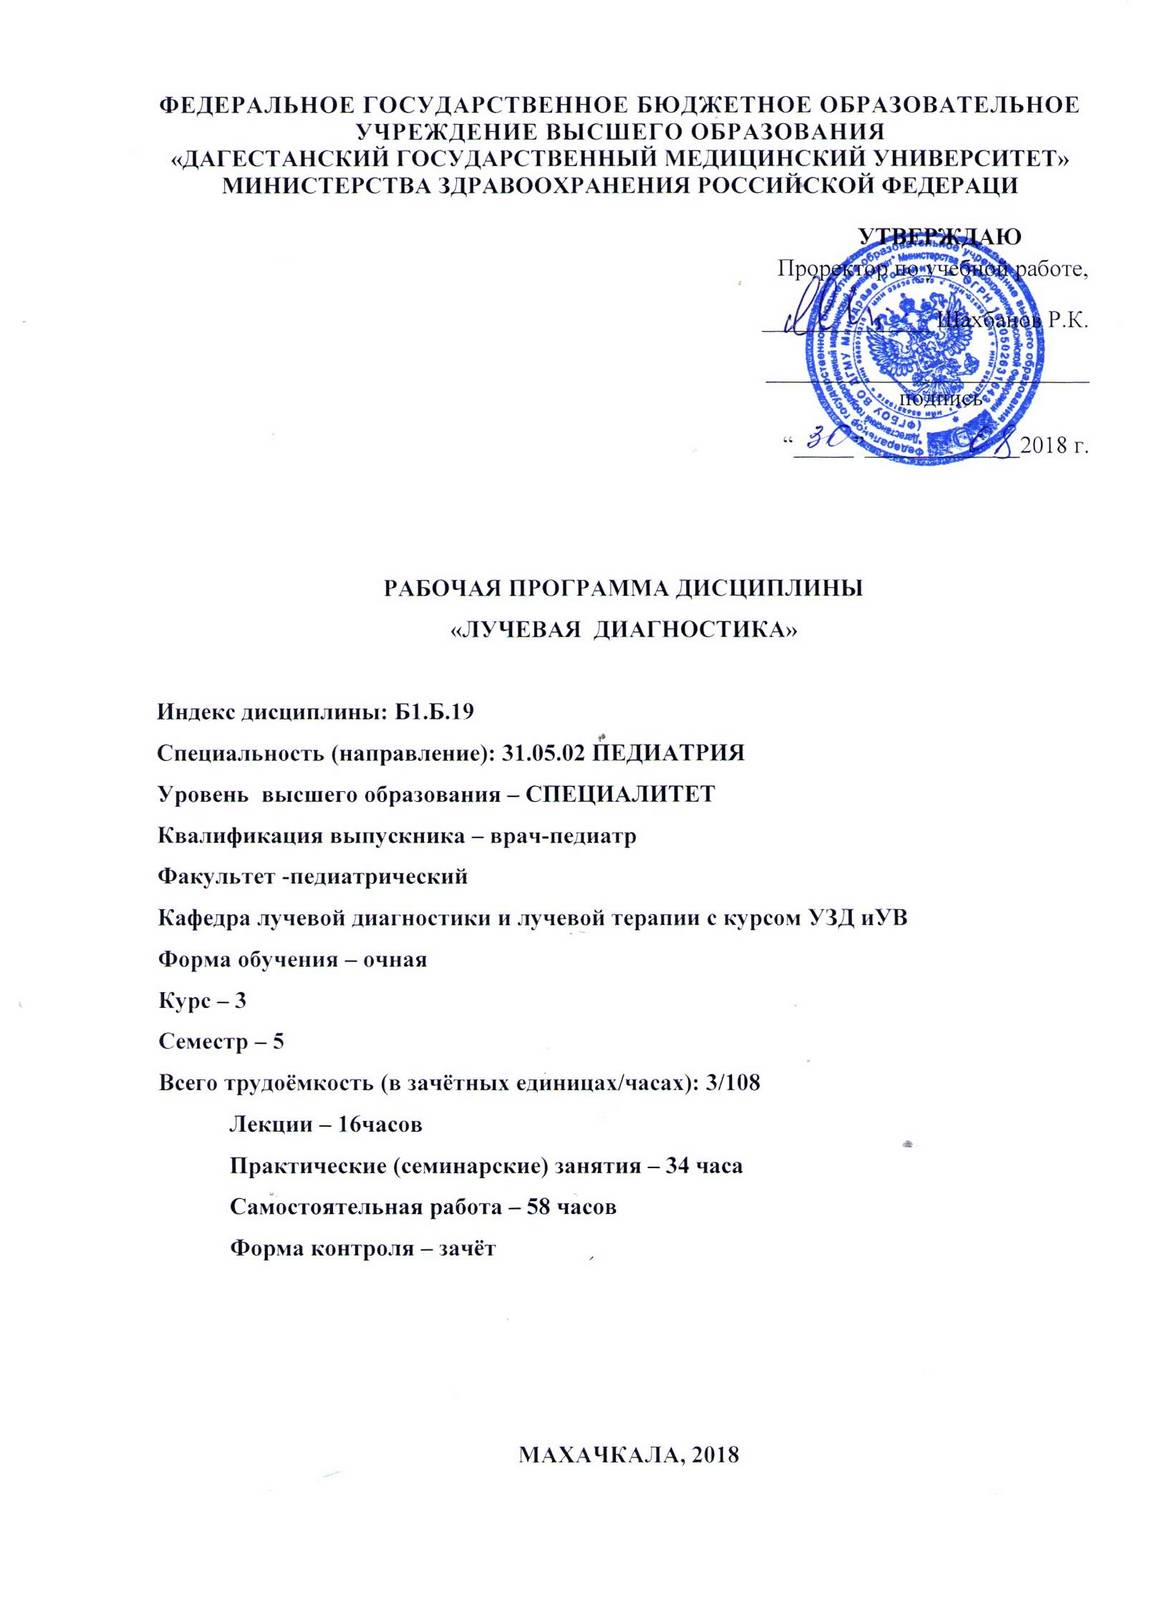 ФЕДЕРАЛЬНОЕ ГОСУДАРСТВЕННОЕ БЮДЖЕТНОЕ ОБРАЗОВАТЕЛЬНОЕ
УЧРЕЖДЕНИЕ ВЫСШЕГО ОБРАЗОВАНИЯ
«ДАГЕСТАНСКИЙ ГОСУДАРСТВЕННЫЙ МЕДИЦИНСКИЙ УНИВЕРСИТЕТ»
МИНИСТЕРСТВА ЗДРАВООХРАНЕНИЯ РОССИЙСКОЙ ФЕДЕРАЦИ
УТВЕРЖДАЮ
Проректор по учебной работе,
Шахбанов Р.К.
подпись
“ 30 ” 08 2018 г.
РАБОЧАЯ ПРОГРАММА ДИСЦИПЛИНЫ
«ЛУЧЕВАЯ ДИАГНОСТИКА»
Индекс дисциплины: Б1.Б.19
Специальность (направление): 31.05.02 ПЕДИАТРИЯ
Уровень высшего образования – СПЕЦИАЛИТЕТ
Квалификация выпускника – врач-педиатр
Факультет -педиатрический
Кафедра лучевой диагностики и лучевой терапии с курсом УЗД иУВ
Форма обучения – очная
Курс – 3
Семестр – 5
Всего трудоёмкость (в зачётных единицах/часах): 3/108
Лекции – 16часов
Практические (семинарские) занятия – 34 часа
Самостоятельная работа – 58 часов
Форма контроля – зачёт
МАХАЧКАЛА, 2018